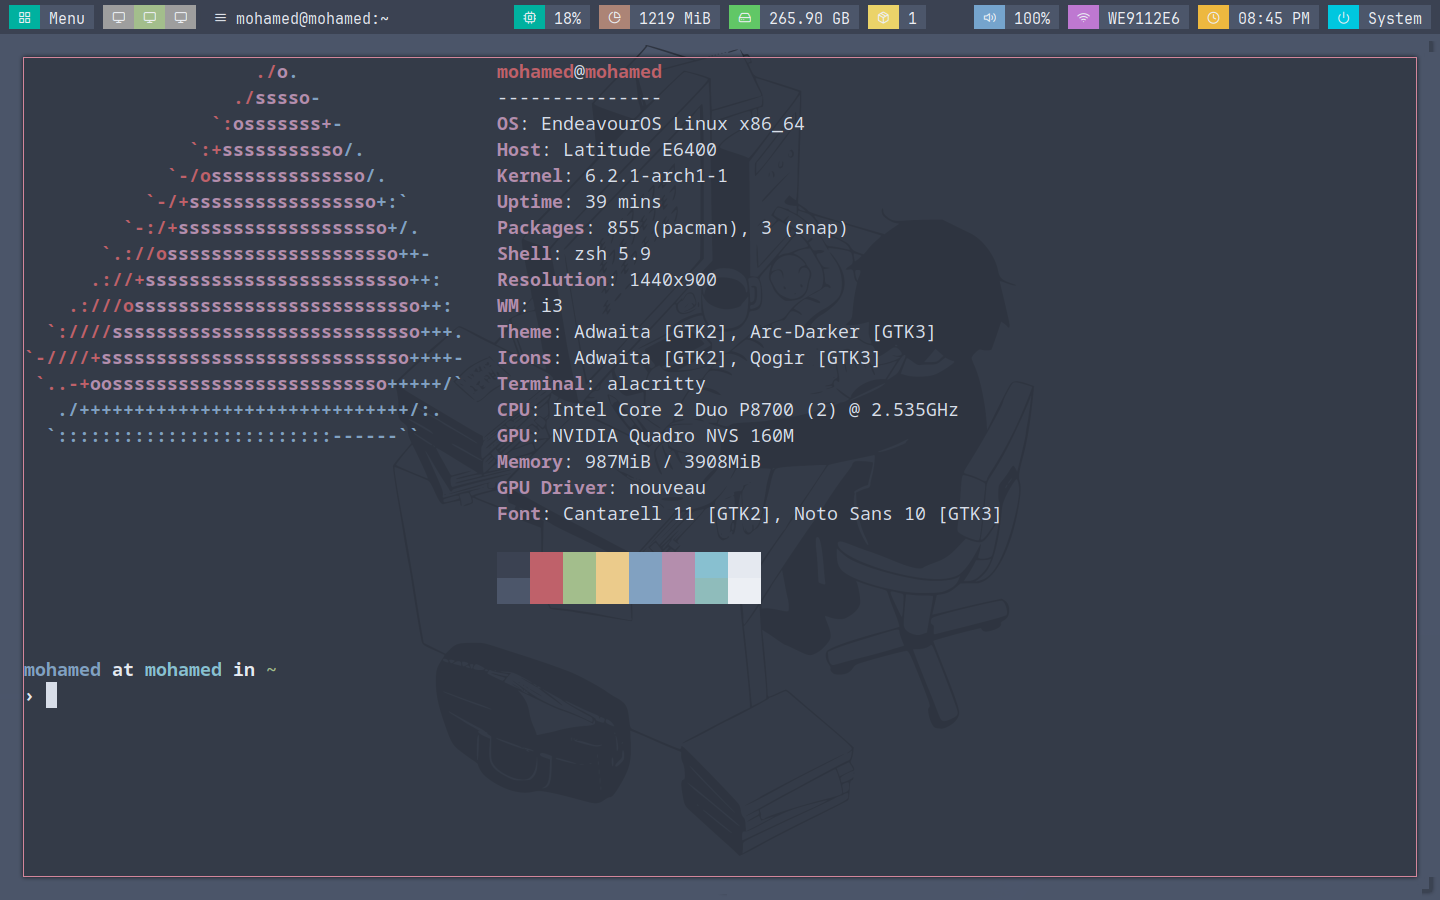 Menu mohamed@mohamed:~ 18% 1219 MiB 265.90 GB 1 100% WE9112E6 08:45 PM System
./o.
./sssso-
`:osssssss+-
`:+sssssssssso/.
`-/ossssssssssssso/.
`-/+sssssssssssssssso+:`
`-:/+sssssssssssssssssso+/.
`.://osssssssssssssssssssso++-
.://+ssssssssssssssssssssssso++:
.:///ossssssssssssssssssssssssso++:
`:////ssssssssssssssssssssssssssso+++.
`-////+ssssssssssssssssssssssssssso++++-
`..-+oosssssssssssssssssssssssso+++++/`
./++++++++++++++++++++++++++++++/:.
`:::::::::::::::::::::::::------``
mohamed@mohamed
---------------
OS: EndeavourOS Linux x86_64
Host: Latitude E6400
Kernel: 6.2.1-arch1-1
Uptime: 39 mins
Packages: 855 (pacman), 3 (snap)
Shell: zsh 5.9
Resolution: 1440x900
WM: i3
Theme: Adwaita [GTK2], Arc-Darker [GTK3]
Icons: Adwaita [GTK2], Qogir [GTK3]
Terminal: alacritty
CPU: Intel Core 2 Duo P8700 (2) @ 2.535GHz
GPU: NVIDIA Quadro NVS 160M
Memory: 987MiB / 3908MiB
GPU Driver: nouveau
Font: Cantarell 11 [GTK2], Noto Sans 10 [GTK3]
mohamed at mohamed in ~
›